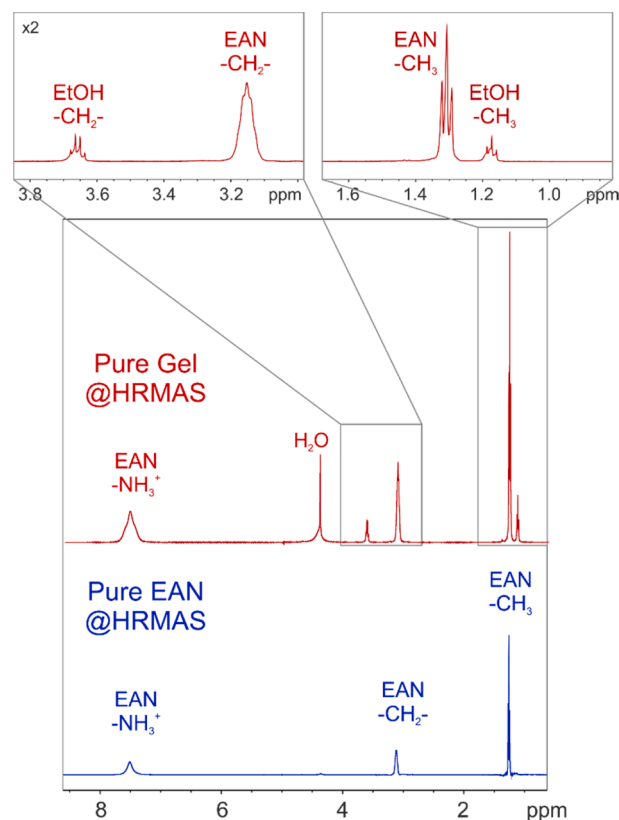 x2
EtOH
-CH₂-
EAN
-CH₂-
3.8 3.6 3.4 3.2 ppm
EAN
-CH₃
EtOH
-CH₃
1.6 1.4 1.2 1.0 ppm
Pure Gel
@HRMAS
EAN
-NH₃⁺
H₂O
Pure EAN
@HRMAS
EAN
-NH₃⁺
EAN
-CH₂-
EAN
-CH₃
8 6 4 2 ppm